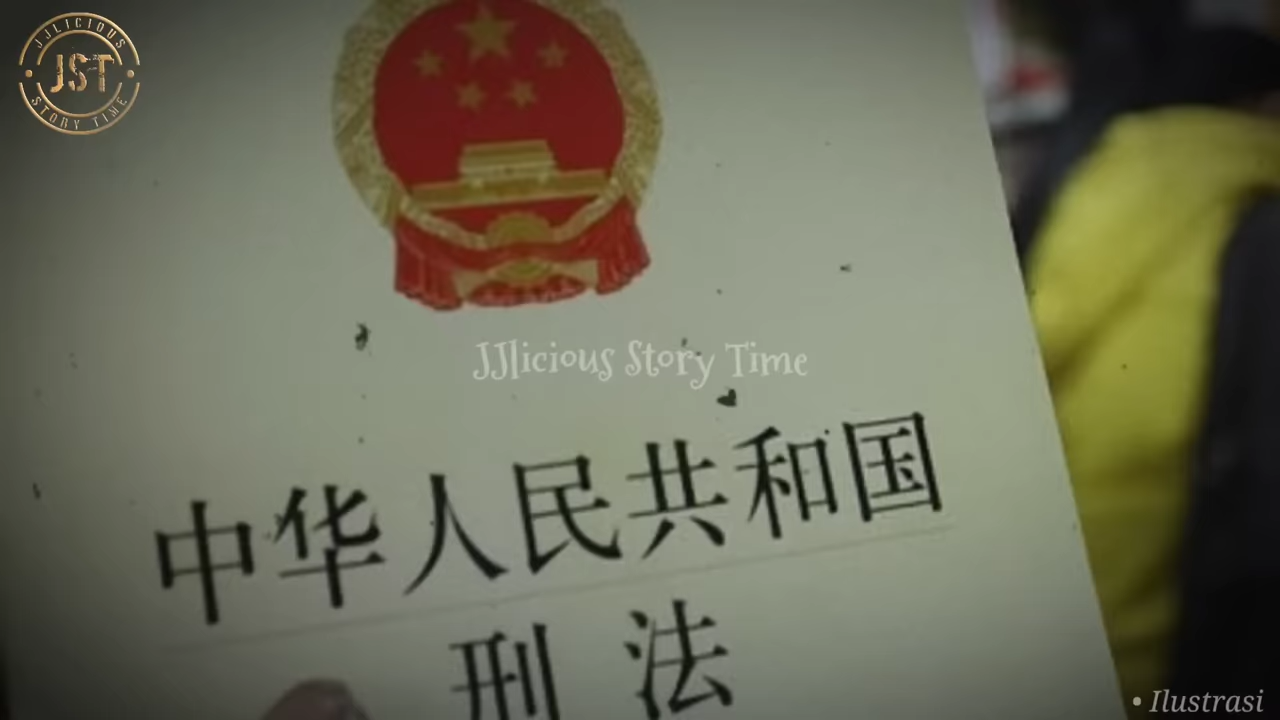 JJLICIOUS
JST
STORY TIME
JJlicious Story Time
中华人民共和国
刑法
• Ilustrasi